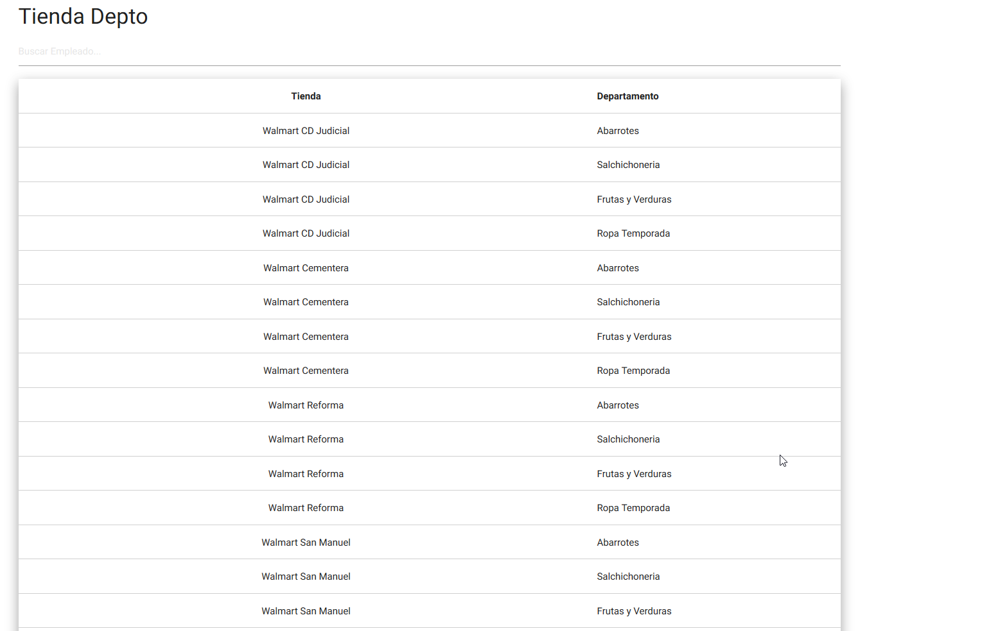 Tienda Depto
Buscar Empleado...
Tienda Departamento
Walmart CD Judicial Abarrotes
Walmart CD Judicial Salchichoneria
Walmart CD Judicial Frutas y Verduras
Walmart CD Judicial Ropa Temporada
Walmart Cementera Abarrotes
Walmart Cementera Salchichoneria
Walmart Cementera Frutas y Verduras
Walmart Cementera Ropa Temporada
Walmart Reforma Abarrotes
Walmart Reforma Salchichoneria
Walmart Reforma Frutas y Verduras
Walmart Reforma Ropa Temporada
Walmart San Manuel Abarrotes
Walmart San Manuel Salchichoneria
Walmart San Manuel Frutas y Verduras